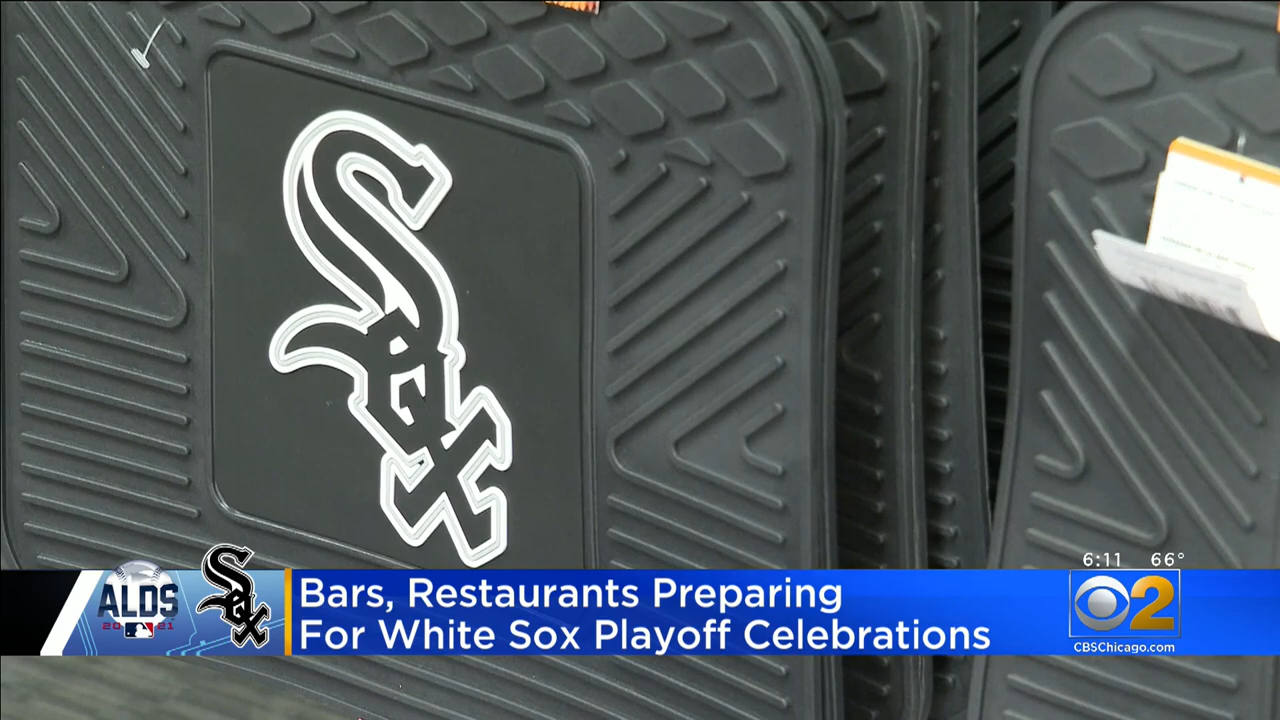 Sox
6:11 66°
ALDS
2021
Sox
Bars, Restaurants Preparing
For White Sox Playoff Celebrations
2
CBSChicago.com